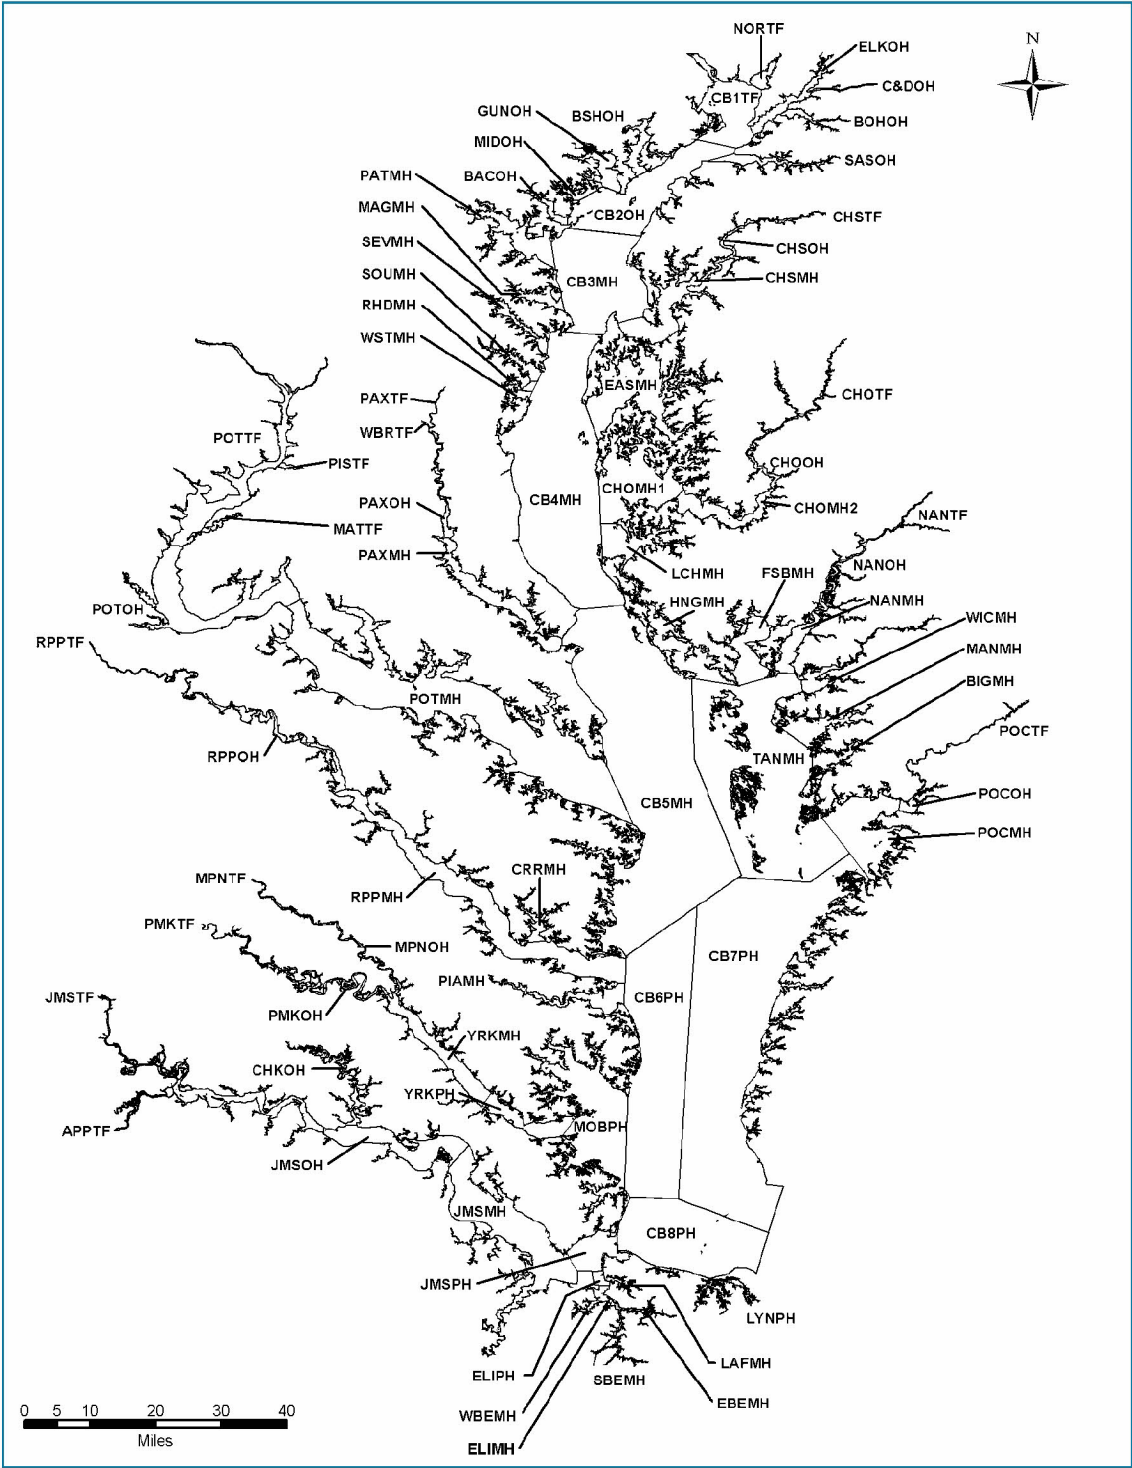 NORTF
ELKOH
N
C&DOH
CB1TF
GUNOH
BSHOH
BOHOH
MIDOH
SASOH
PATMH
BACOH
MAGMH
CB2OH
CHSTF
SEVMH
CHSOH
SOUMH
CB3MH
CHSMH
RHDMH
WSTMH
EASMH
PAXTF
CHOTF
WBRTF
POTTF
PISTF
CHOOH
CHOMH1
CB4MH
PAXOH
CHOMH2
NANTF
MATTF
PAXMH
LCHMH
FSBMH
NANOH
HNGMH
NANMH
POTOH
WICMH
RPPTF
MANMH
BIGMH
POTMH
POCTF
RPPOH
TANMH
CB5MH
POCOH
POCMH
CRRMH
MPNTF
RPPMH
PMKTF
MPNOH
CB7PH
PIAMH
CB6PH
JMSTF
PMKOH
YRKMH
CHKOH
YRKPH
APPTF
MOBPH
JMSOH
JMSMH
CB8PH
JMSPH
LYNPH
LAFMH
ELIPH
SBEMH
EBEMH
WBEMH
ELIMH
0 5 10 20 30 40
Miles